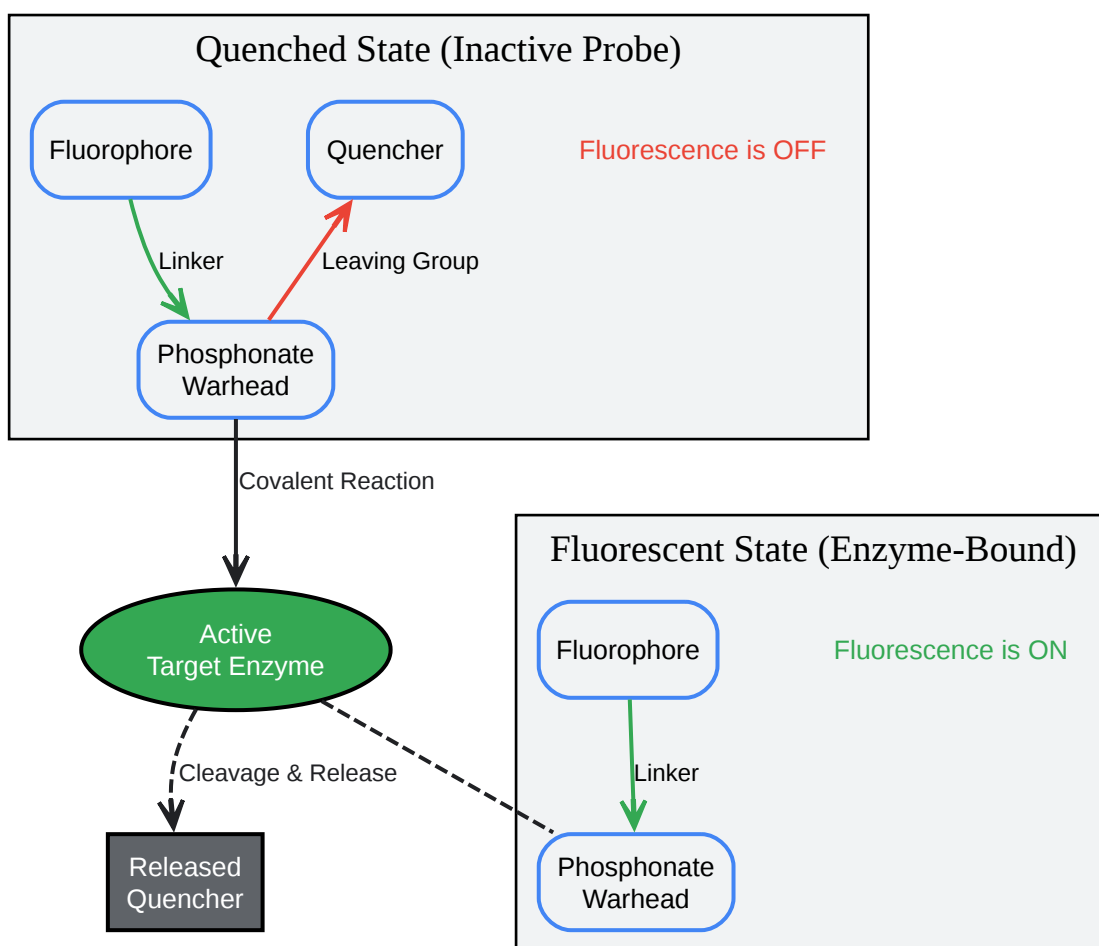 Quenched State (Inactive Probe)
Fluorophore
Quencher
Fluorescence is OFF
Linker
Leaving Group
Phosphonate
Warhead
Covalent Reaction
Fluorescent State (Enzyme-Bound)
Active
Target Enzyme
Fluorophore
Fluorescence is ON
Cleavage & Release
Linker
Released
Quencher
Phosphonate
Warhead